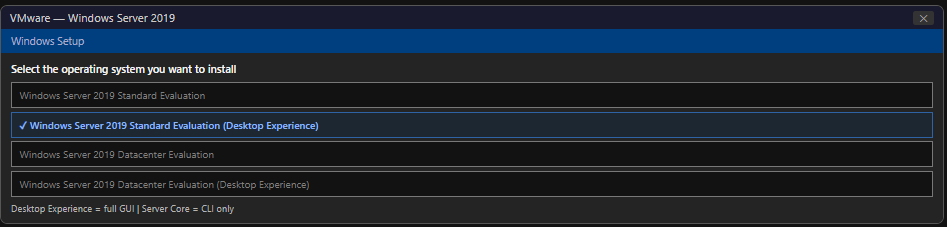 VMware — Windows Server 2019
Windows Setup
Select the operating system you want to install
Windows Server 2019 Standard Evaluation
✓ Windows Server 2019 Standard Evaluation (Desktop Experience)
Windows Server 2019 Datacenter Evaluation
Windows Server 2019 Datacenter Evaluation (Desktop Experience)
Desktop Experience = full GUI | Server Core = CLI only